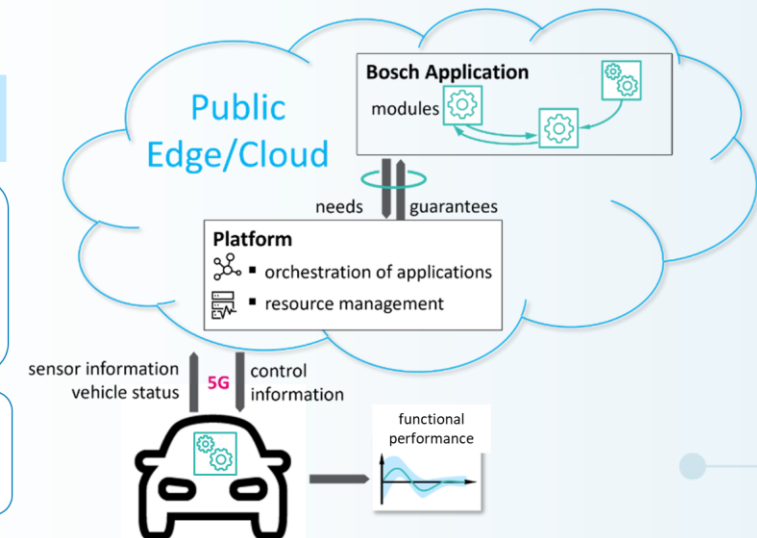 Public
Edge/Cloud
Bosch Application
modules
needs
guarantees
Platform
▪ orchestration of applications
▪ resource management
sensor information
vehicle status
5G
control
information
functional
performance